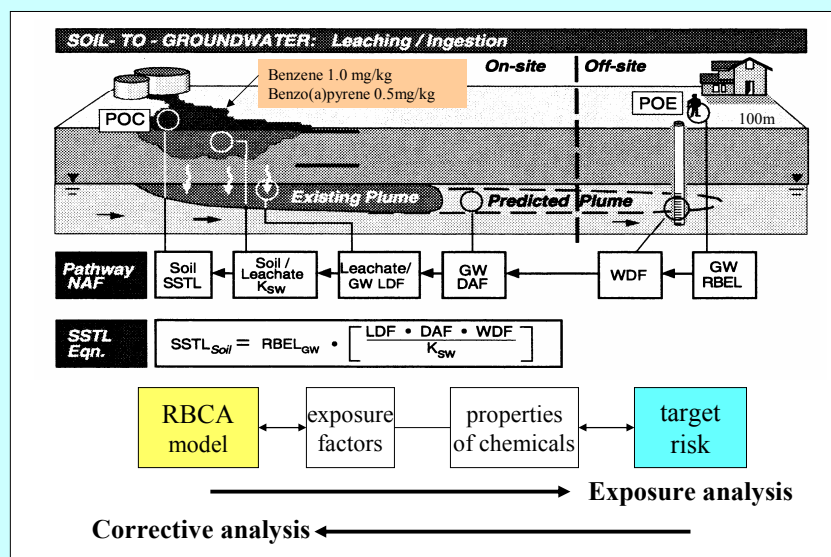 SOIL- TO - GROUNDWATER: Leaching / Ingestion
Benzene 1.0 mg/kg
Benzo(a)pyrene 0.5mg/kg
On-site
Off-site
POC
POE
100m
Existing Plume
Predicted Plume
Pathway
NAF
Soil
SSTL
Soil /
Leachate
Ksw
Leachate/
GW LDF
GW
DAF
WDF
GW
RBEL
SSTL
Eqn.
SSTLSoil = RBELGW • [ LDF • DAF • WDF
Ksw ]
RBCA
model
exposure
factors
properties
of chemicals
target
risk
Exposure analysis
Corrective analysis